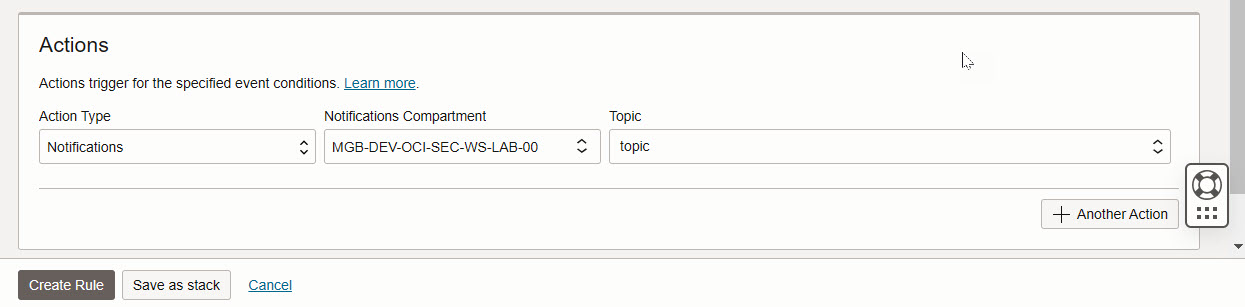 Actions
Actions trigger for the specified event conditions. Learn more.
Action Type Notifications Compartment Topic
Notifications MGB-DEV-OCI-SEC-WS-LAB-00 topic
Another Action
Create Rule Save as stack Cancel